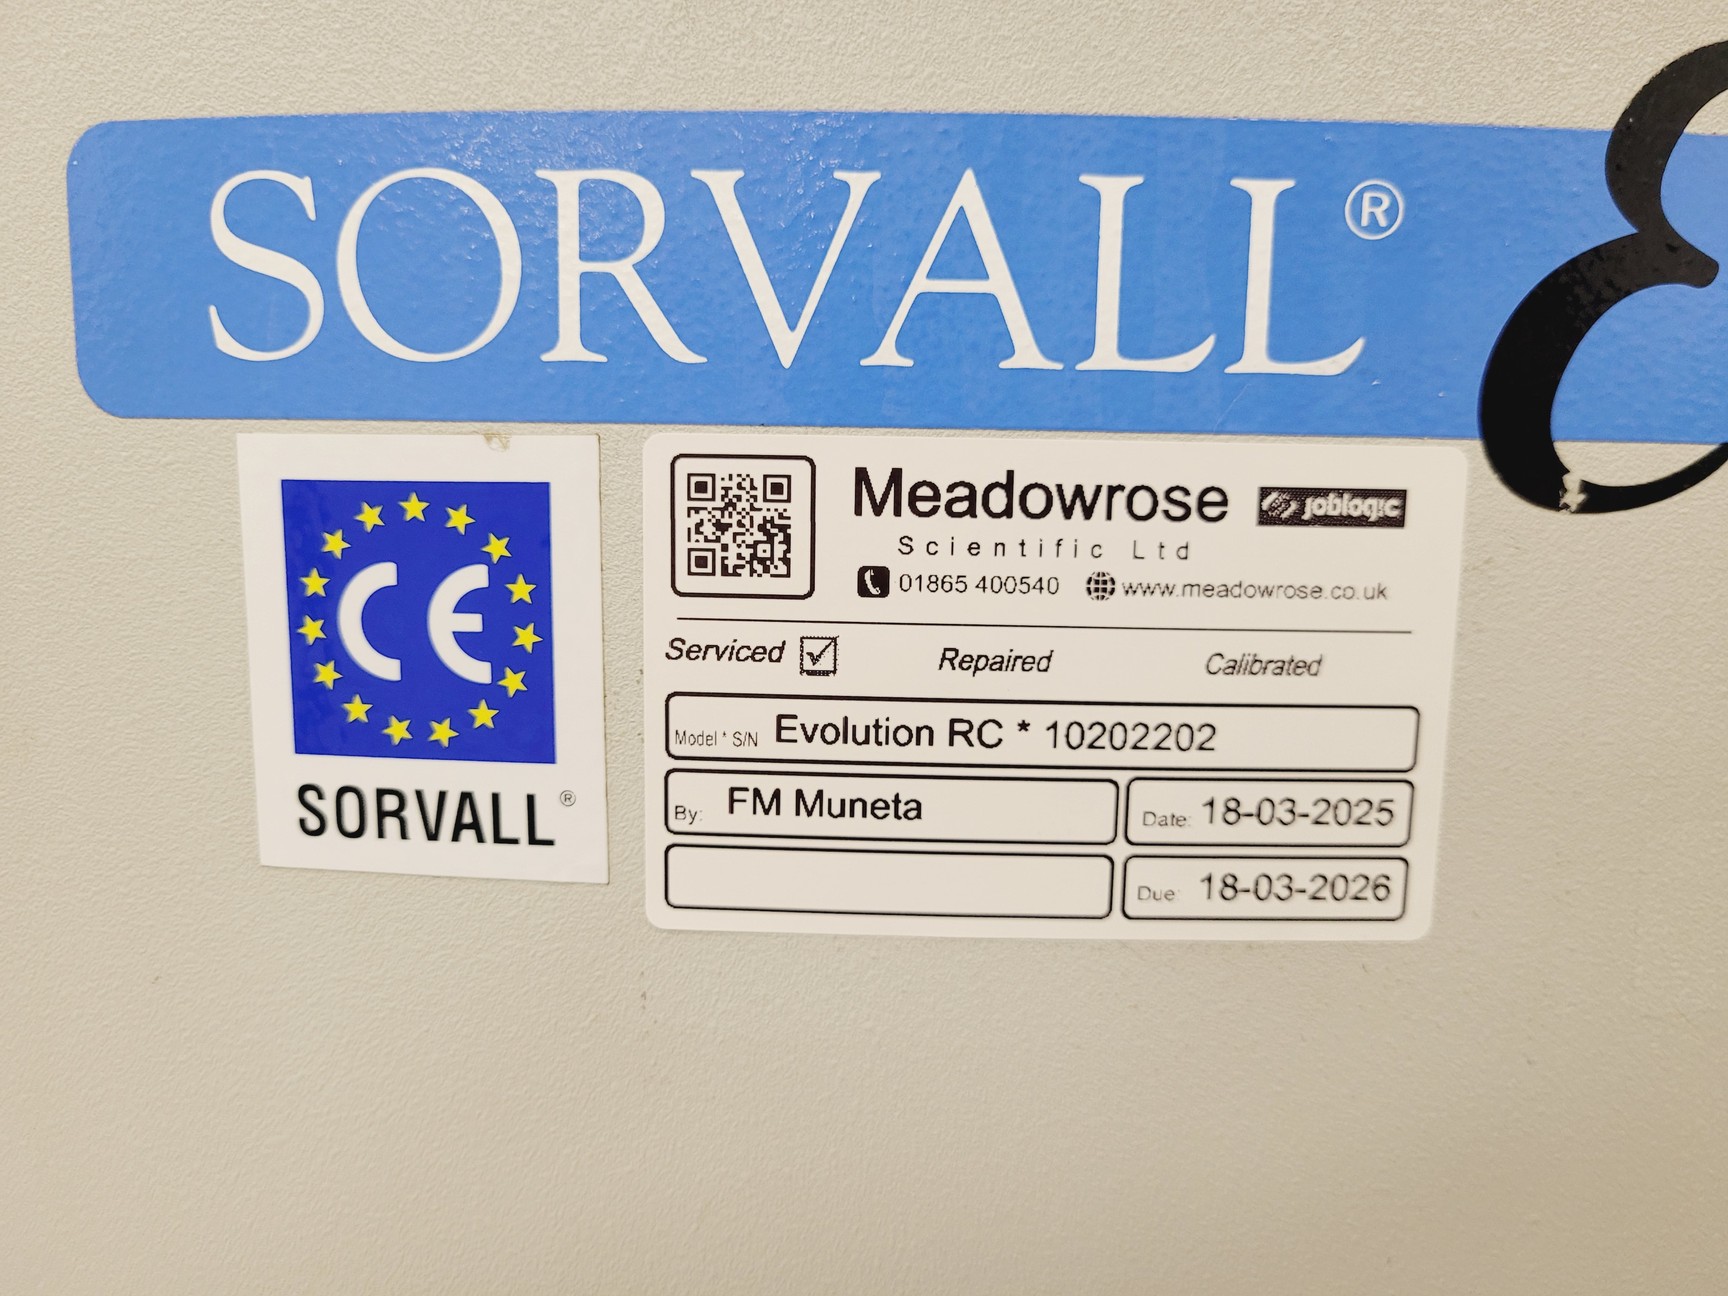 SORVALL®
E
CE
SORVALL®
Meadowrose joblogic
Scientific Ltd
01865 400540 www.meadowrose.co.uk
Serviced Repaired Calibrated
Model * S/N Evolution RC * 10202202
By: FM Muneta Date: 18-03-2025
Due: 18-03-2026